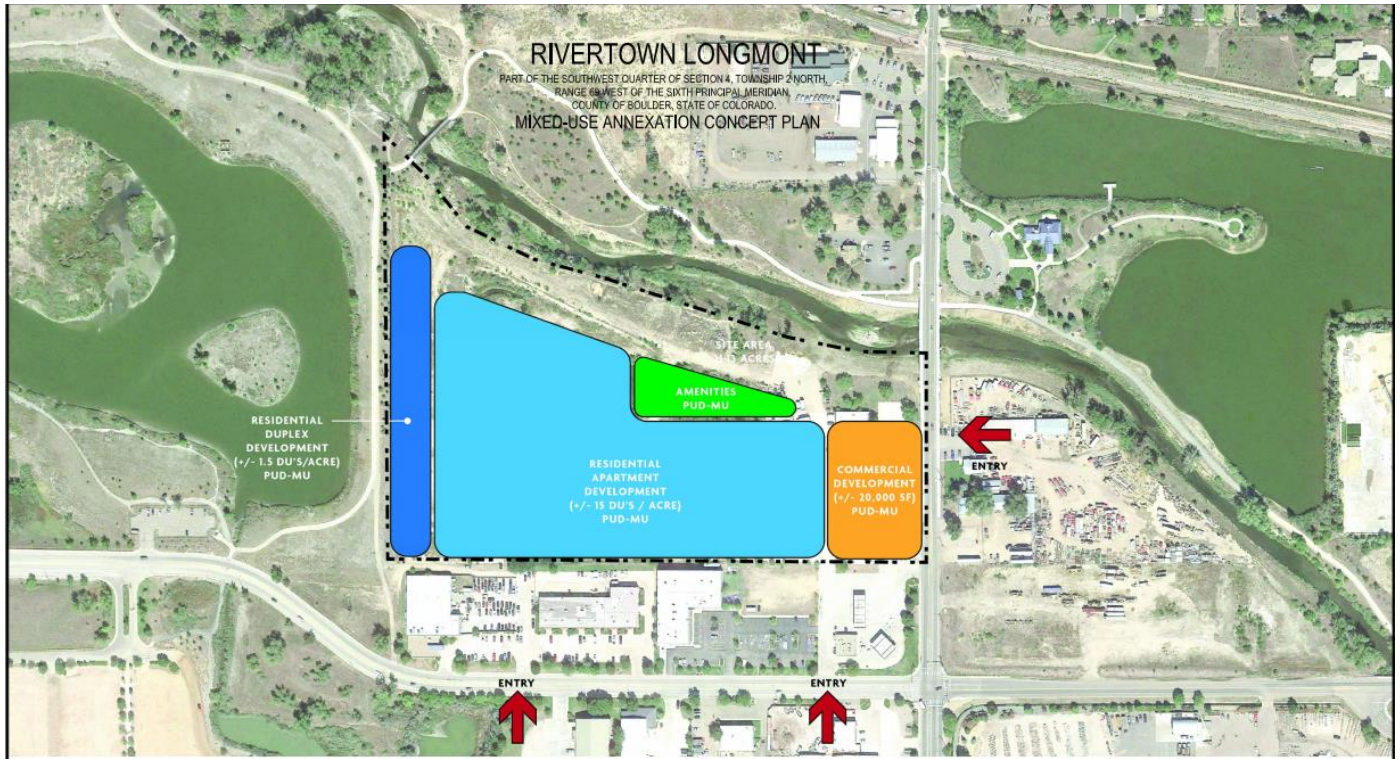 RIVERTOWN LONGMONT
PART OF THE SOUTHWEST QUARTER OF SECTION 4, TOWNSHIP 2 NORTH,
RANGE 69 WEST OF THE SIXTH PRINCIPAL MERIDIAN,
COUNTY OF BOULDER, STATE OF COLORADO.
MIXED-USE ANNEXATION CONCEPT PLAN
SITE AREA
ACRES
AMENITIES
PUD-MU
RESIDENTIAL
DUPLEX
DEVELOPMENT
(+/- 1.5 DU'S/ACRE)
PUD-MU
RESIDENTIAL
APARTMENT
DEVELOPMENT
(+/- 15 DU'S / ACRE)
PUD-MU
COMMERCIAL
DEVELOPMENT
(+/- 20,000 SF)
PUD-MU
ENTRY
ENTRY
ENTRY